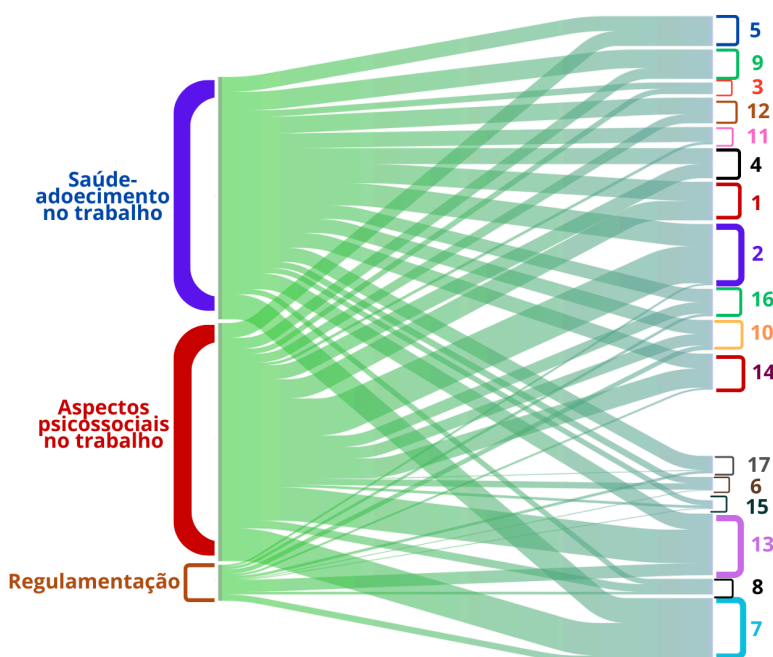 Saúde-
adoecimento
no trabalho
Aspectos
psicossociais
no trabalho
Regulamentação
5
9
3
12
11
4
1
2
16
10
14
17
6
15
13
8
7